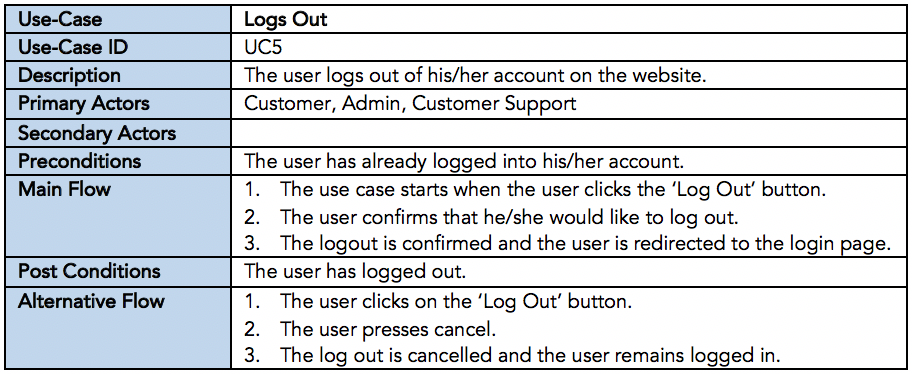 Use-Case Logs Out
Use-Case ID UC5
Description The user logs out of his/her account on the website.
Primary Actors Customer, Admin, Customer Support
Secondary Actors
Preconditions The user has already logged into his/her account.
Main Flow 1. The use case starts when the user clicks the ‘Log Out’ button.
2. The user confirms that he/she would like to log out.
3. The logout is confirmed and the user is redirected to the login page.
Post Conditions The user has logged out.
Alternative Flow 1. The user clicks on the ‘Log Out’ button.
2. The user presses cancel.
3. The log out is cancelled and the user remains logged in.